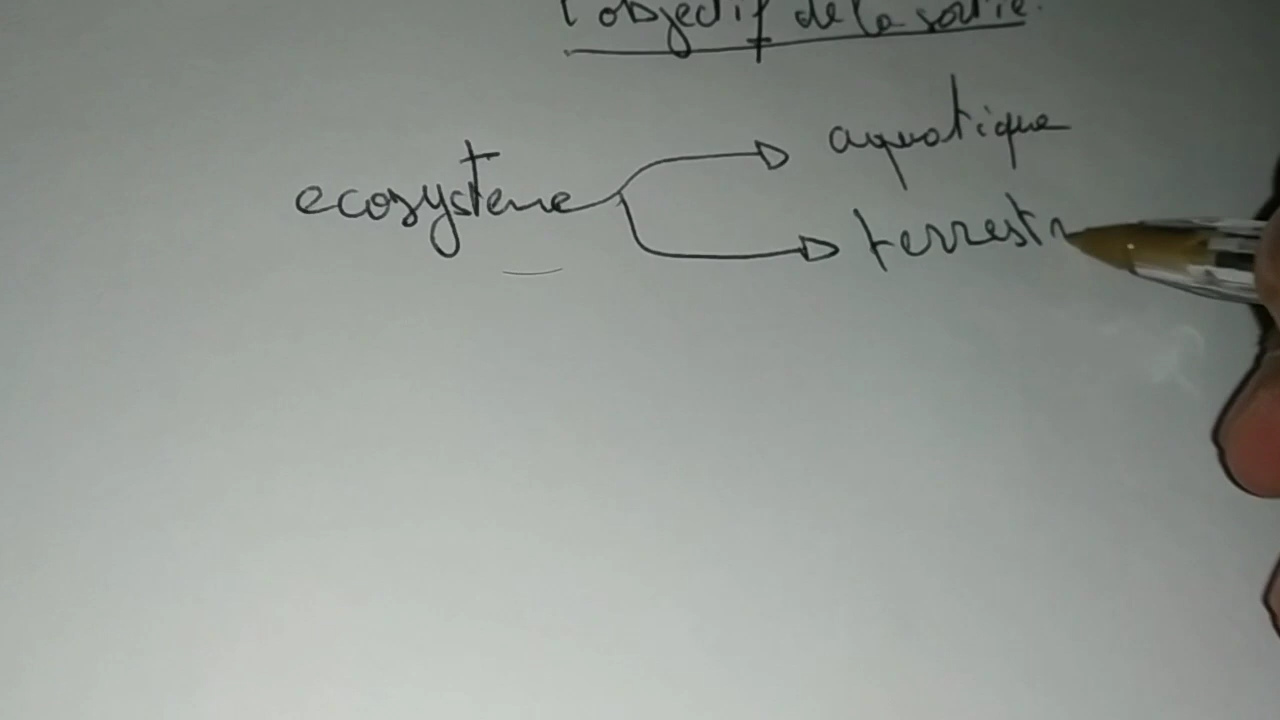 l'objectif de la sortie.
ecosysteme aquatique
terrestr